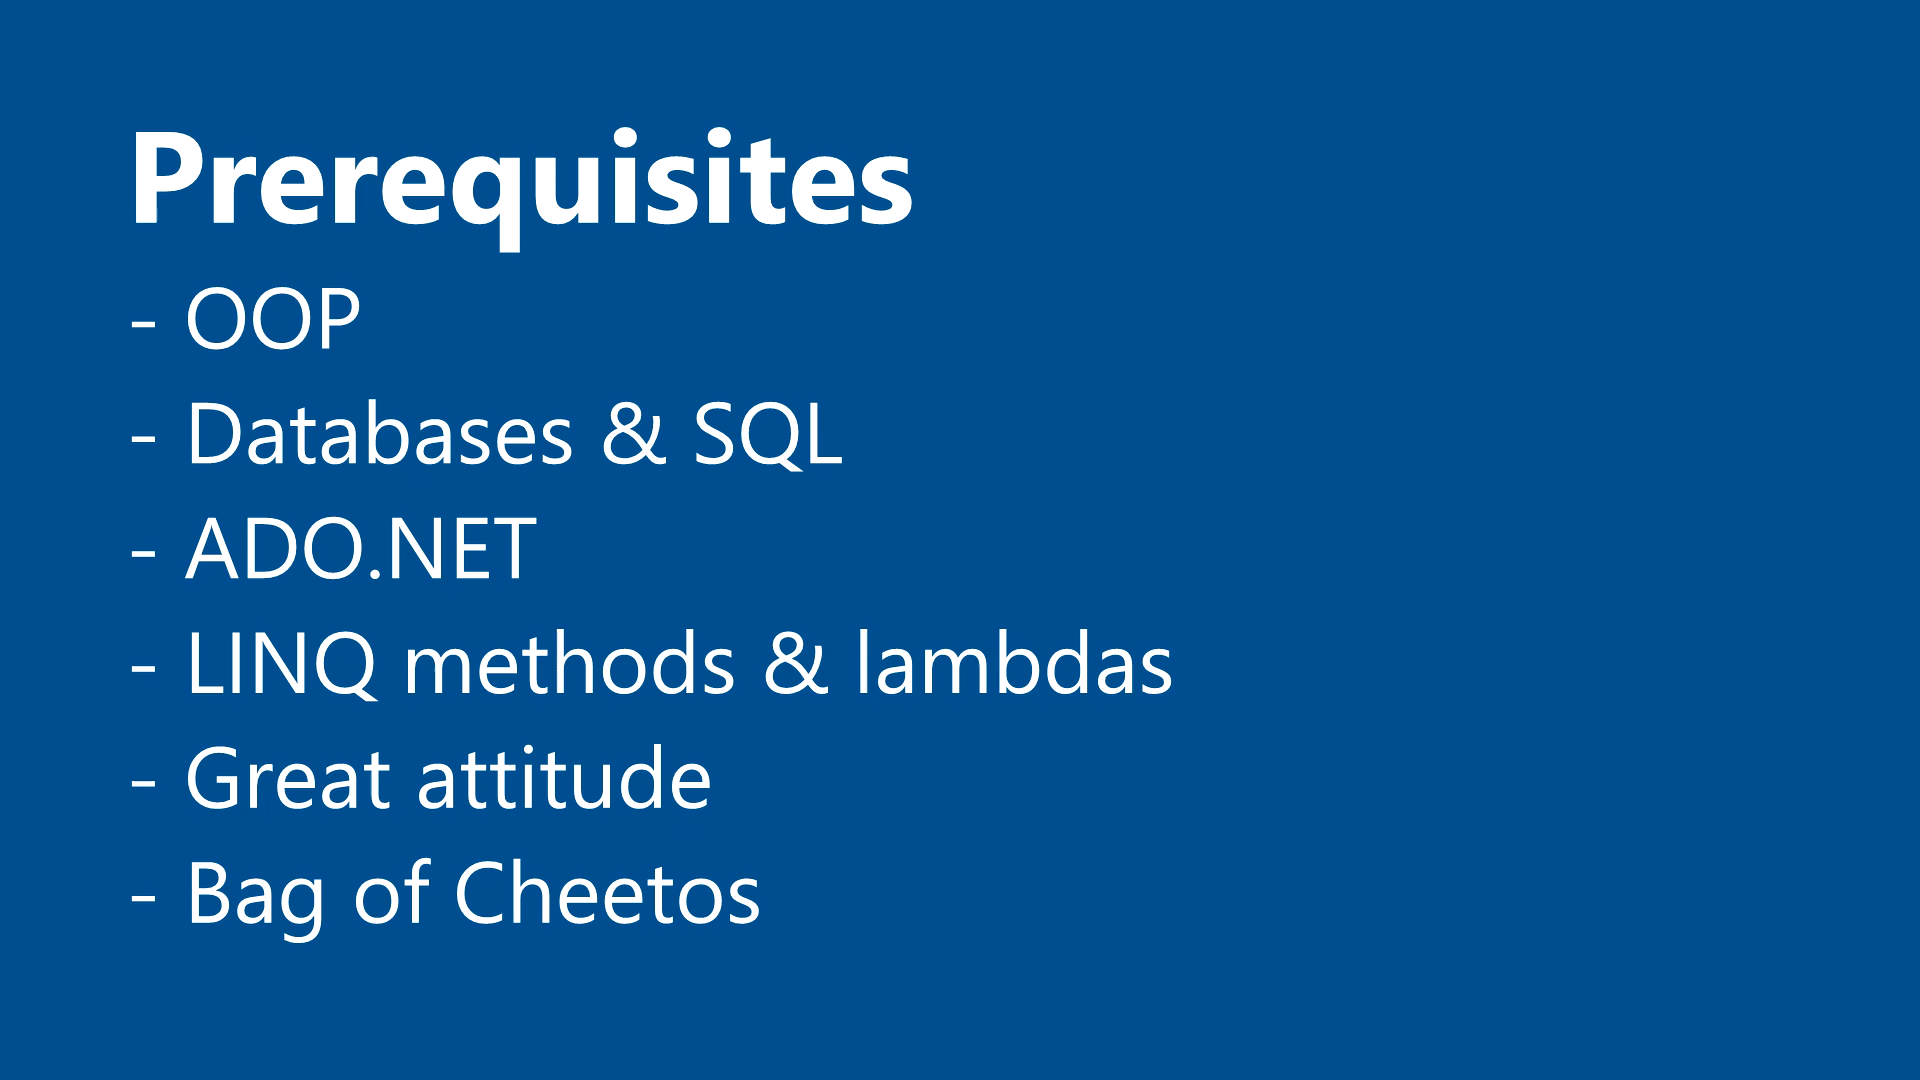 Prerequisites
- OOP
- Databases & SQL
- ADO.NET
- LINQ methods & lambdas
- Great attitude
- Bag of Cheetos